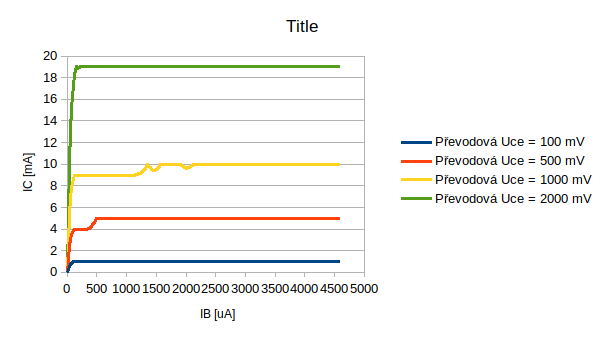 Title
20
18
16
14
12
10
8
6
4
2
0
IC [mA]
0 500 1000 1500 2000 2500 3000 3500 4000 4500 5000
IB [uA]
Převodová Uce = 100 mV
Převodová Uce = 500 mV
Převodová Uce = 1000 mV
Převodová Uce = 2000 mV